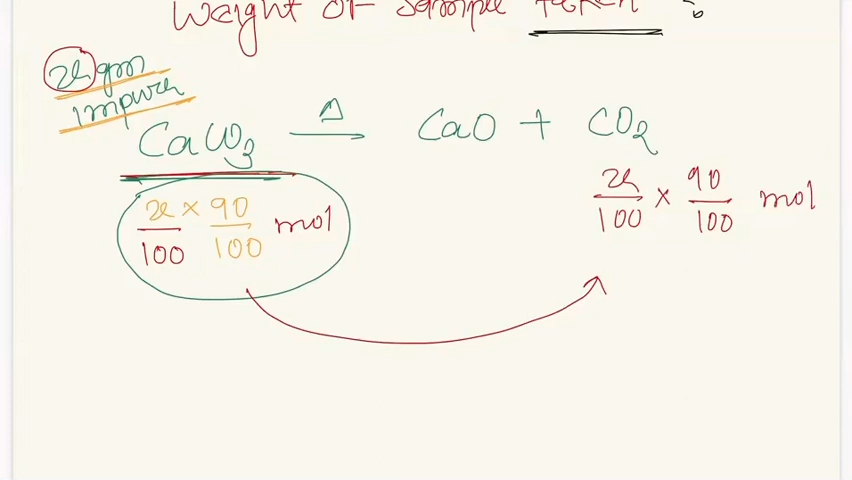 Weight of sample taken :
x gm
impure
CaCO3 Δ CaO + CO2
x/100 × 90/100 mol
x/100 × 90/100 mol